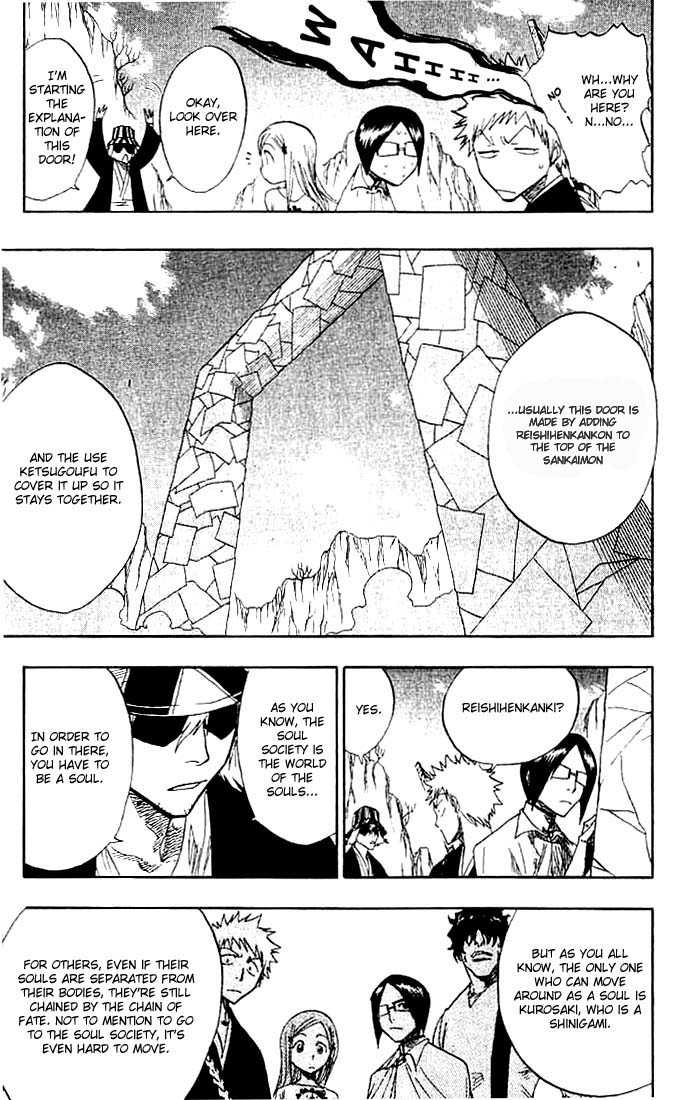 WH...WHY
ARE YOU
HERE?
N...NO...
NO
WAHHHH...
OKAY,
LOOK OVER
HERE.
I'M
STARTING
THE
EXPLANA-
TION OF
THIS
DOOR!
...USUALLY THIS DOOR IS
MADE BY ADDING
REISHIHENKANKON TO
THE TOP OF THE
SANKAIMON
AND THE USE
KETSUGOUFU TO
COVER IT UP SO IT
STAYS TOGETHER.
REISHIHENKANKI?
YES.
AS YOU
KNOW, THE
SOUL
SOCIETY IS
THE WORLD
OF THE
SOULS...
IN ORDER TO
GO IN THERE,
YOU HAVE TO
BE A SOUL.
BUT AS YOU ALL
KNOW, THE ONLY ONE
WHO CAN MOVE
AROUND AS A SOUL IS
KUROSAKI, WHO IS A
SHINIGAMI.
FOR OTHERS, EVEN IF THEIR
SOULS ARE SEPARATED FROM
THEIR BODIES, THEY'RE STILL
CHAINED BY THE CHAIN OF
FATE. NOT TO MENTION TO GO
TO THE SOUL SOCIETY, IT'S
EVEN HARD TO MOVE.